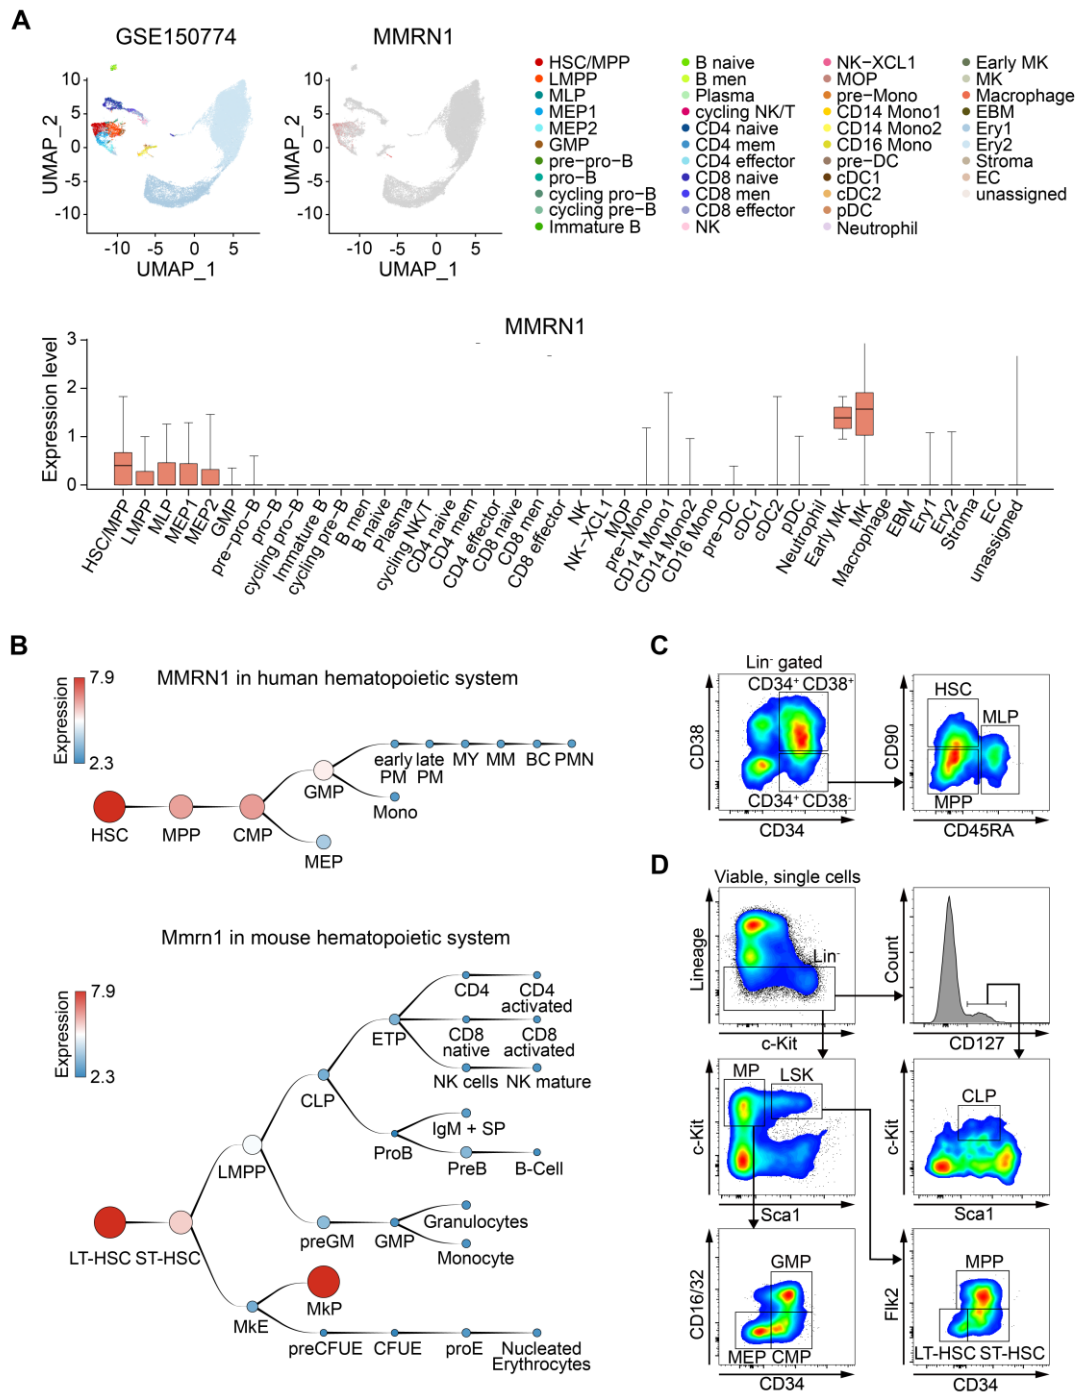 A
GSE150774
MMRN1
UMAP_2
10
5
0
-5
-10
-10
-5
0
5
UMAP_1
UMAP_2
10
5
0
-5
-10
-10
-5
0
5
UMAP_1
HSC/MPP
LMPP
MLP
MEP1
MEP2
GMP
pre-pro-B
pro-B
cycling pro-B
cycling pre-B
Immature B
B naive
B men
Plasma
cycling NK/T
CD4 naive
CD4 mem
CD4 effector
CD8 naive
CD8 men
CD8 effector
NK
NK-XCL1
MOP
pre-Mono
CD14 Mono1
CD14 Mono2
CD16 Mono
pre-DC
cDC1
cDC2
pDC
Neutrophil
Early MK
MK
Macrophage
EBM
Ery1
Ery2
Stroma
EC
unassigned
MMRN1
Expression level
3
2
1
0
HSC/MPP
LMPP
MLP
MEP1
MEP2
GMP
pre-pro-B
pro-B
cycling pro-B
Immature B
cycling pre-B
B men
B naive
Plasma
cycling NK/T
CD4 naive
CD4 mem
CD4 effector
CD8 naive
CD8 men
CD8 effector
NK
NK-XCL1
MOP
pre-Mono
CD14 Mono1
CD14 Mono2
CD16 Mono
pre-DC
cDC1
cDC2
pDC
Neutrophil
Early MK
MK
Macrophage
EBM
Ery1
Ery2
Stroma
EC
unassigned
B
Expression
7.9
2.3
MMRN1 in human hematopoietic system
HSC
MPP
CMP
GMP
MEP
early PM
late PM
MY
MM
BC
PMN
Mono
Mmrn1 in mouse hematopoietic system
Expression
7.9
2.3
LT-HSC
ST-HSC
LMPP
MkE
CLP
ETP
CD4
CD4 activated
CD8 native
CD8 activated
NK cells
NK mature
ProB
IgM + SP
PreB
B-Cell
preGM
GMP
Granulocytes
Monocyte
MkP
preCFUE
CFUE
proE
Nucleated
Erythrocytes
C
Lin⁻ gated
CD34⁺ CD38⁺
CD38
CD34⁺ CD38⁻
CD34
HSC
MLP
CD90
MPP
CD45RA
D
Viable, single cells
Lineage
Lin⁻
c-Kit
Count
CD127
MP
LSK
c-Kit
Sca1
CLP
c-Kit
Sca1
GMP
CD16/32
MEP
CMP
CD34
MPP
Flk2
LT-HSC
ST-HSC
CD34